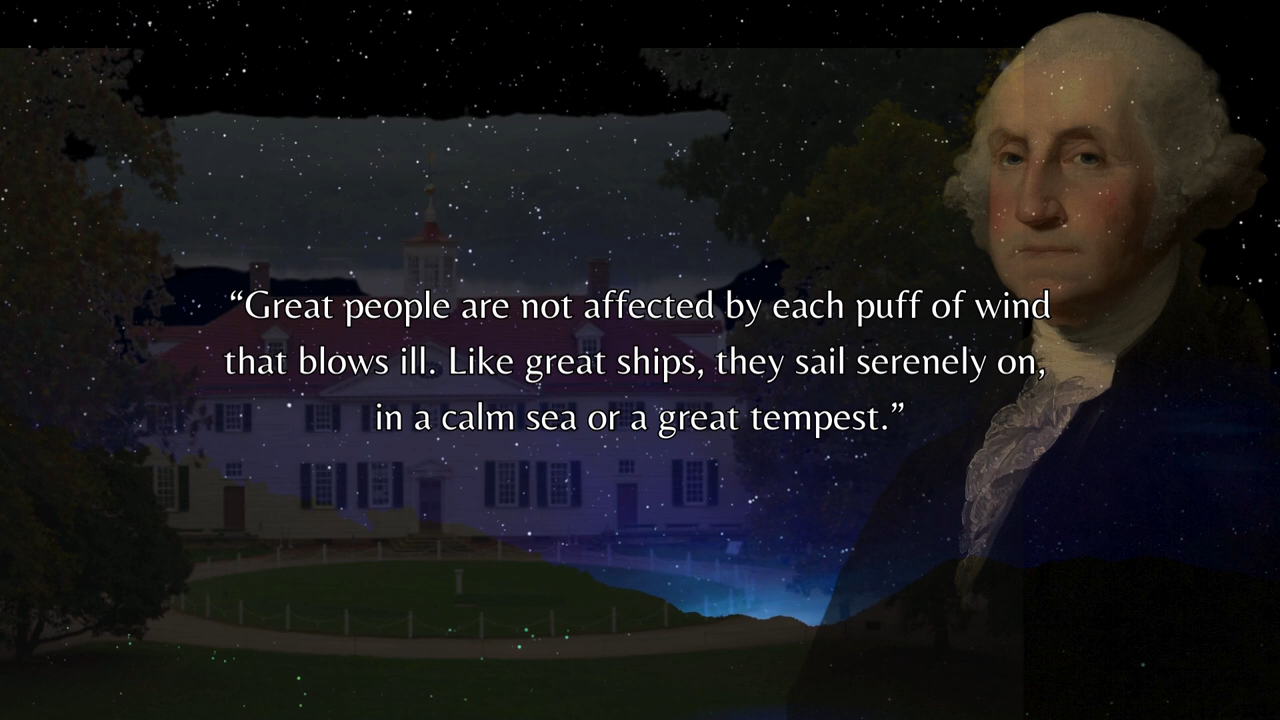 “Great people are not affected by each puff of wind
that blows ill. Like great ships, they sail serenely on,
in a calm sea or a great tempest.”